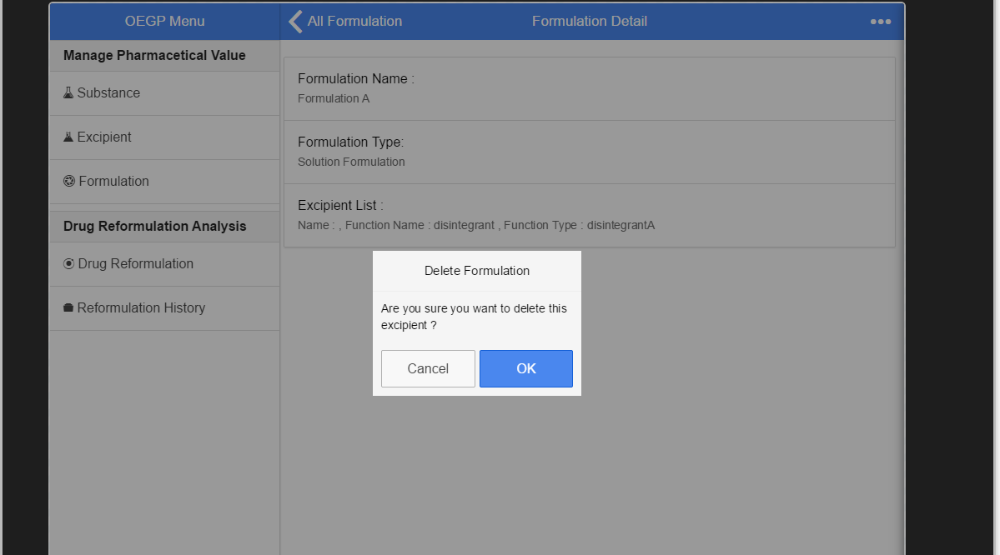 OEGP Menu
All Formulation
Formulation Detail
Manage Pharmacetical Value
Substance
Excipient
Formulation
Drug Reformulation Analysis
Drug Reformulation
Reformulation History
Formulation Name :
Formulation A
Formulation Type:
Solution Formulation
Excipient List :
Name : , Function Name : disintegrant , Function Type : disintegrantA
Delete Formulation
Are you sure you want to delete this
excipient ?
Cancel
OK